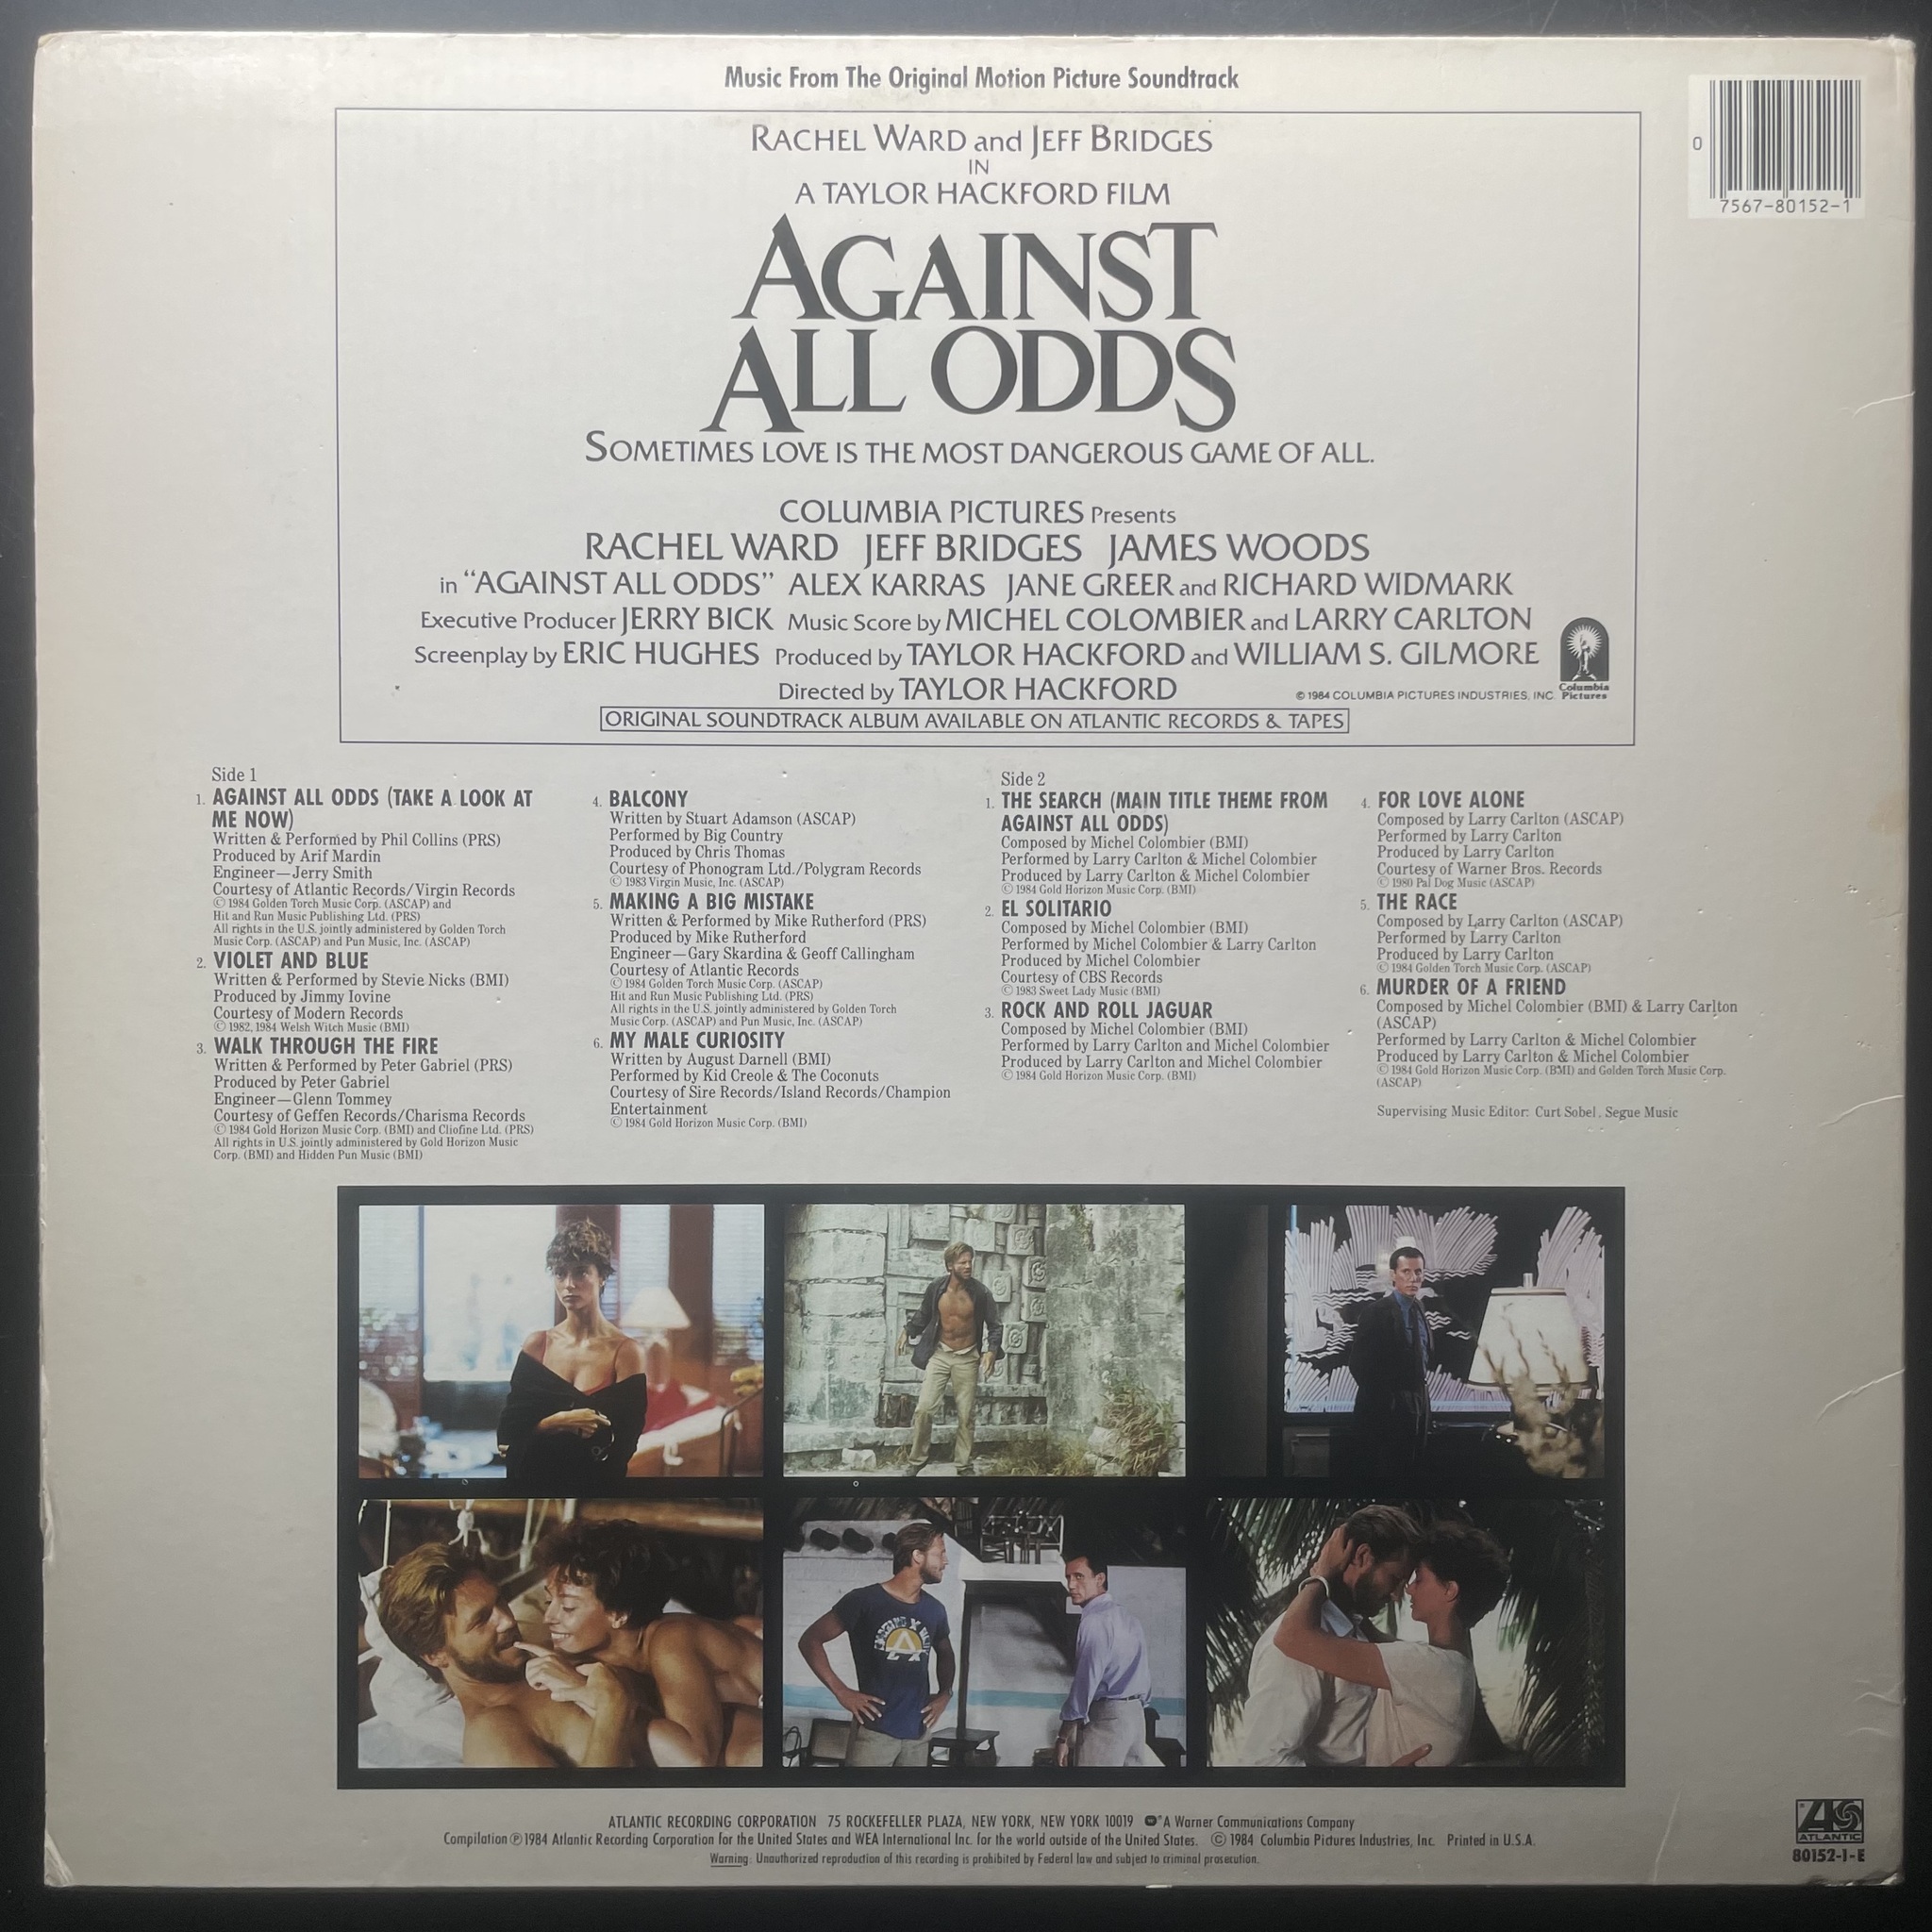 Music From The Original Motion Picture Soundtrack
0
7567-80152-1
RACHEL WARD and JEFF BRIDGES
IN
A TAYLOR HACKFORD FILM
AGAINST
ALL ODDS
SOMETIMES LOVE IS THE MOST DANGEROUS GAME OF ALL.
COLUMBIA PICTURES Presents
RACHEL WARD JEFF BRIDGES JAMES WOODS
in “AGAINST ALL ODDS” ALEX KARRAS JANE GREER and RICHARD WIDMARK
Executive Producer JERRY BICK Music Score by MICHEL COLOMBIER and LARRY CARLTON
Screenplay by ERIC HUGHES Produced by TAYLOR HACKFORD and WILLIAM S. GILMORE
Directed by TAYLOR HACKFORD
© 1984 COLUMBIA PICTURES INDUSTRIES, INC.
Columbia
Pictures
ORIGINAL SOUNDTRACK ALBUM AVAILABLE ON ATLANTIC RECORDS & TAPES
Side 1
1. AGAINST ALL ODDS (TAKE A LOOK AT
ME NOW)
Written & Performed by Phil Collins (PRS)
Produced by Arif Mardin
Engineer—Jerry Smith
Courtesy of Atlantic Records/Virgin Records
© 1984 Golden Torch Music Corp. (ASCAP) and
Hit and Run Music Publishing Ltd. (PRS)
All rights in the U.S. jointly administered by Golden Torch
Music Corp. (ASCAP) and Pun Music, Inc. (ASCAP)
2. VIOLET AND BLUE
Written & Performed by Stevie Nicks (BMI)
Produced by Jimmy Iovine
Courtesy of Modern Records
© 1982, 1984 Welsh Witch Music (BMI)
3. WALK THROUGH THE FIRE
Written & Performed by Peter Gabriel (PRS)
Produced by Peter Gabriel
Engineer—Glenn Tommey
Courtesy of Geffen Records/Charisma Records
© 1984 Gold Horizon Music Corp. (BMI) and Cliofine Ltd. (PRS)
All rights in U.S. jointly administered by Gold Horizon Music
Corp. (BMI) and Hidden Pun Music (BMI)
4. BALCONY
Written by Stuart Adamson (ASCAP)
Performed by Big Country
Produced by Chris Thomas
Courtesy of Phonogram Ltd./Polygram Records
© 1983 Virgin Music, Inc. (ASCAP)
5. MAKING A BIG MISTAKE
Written & Performed by Mike Rutherford (PRS)
Produced by Mike Rutherford
Engineer—Gary Skardina & Geoff Callingham
Courtesy of Atlantic Records
© 1984 Golden Torch Music Corp. (ASCAP)
Hit and Run Music Publishing Ltd. (PRS)
All rights in the U.S. jointly administered by Golden Torch
Music Corp. (ASCAP) and Pun Music, Inc. (ASCAP)
6. MY MALE CURIOSITY
Written by August Darnell (BMI)
Performed by Kid Creole & The Coconuts
Courtesy of Sire Records/Island Records/Champion
Entertainment
© 1984 Gold Horizon Music Corp. (BMI)
Side 2
1. THE SEARCH (MAIN TITLE THEME FROM
AGAINST ALL ODDS)
Composed by Michel Colombier (BMI)
Performed by Larry Carlton & Michel Colombier
Produced by Larry Carlton & Michel Colombier
© 1984 Gold Horizon Music Corp. (BMI)
2. EL SOLITARIO
Composed by Michel Colombier (BMI)
Performed by Michel Colombier & Larry Carlton
Produced by Michel Colombier
Courtesy of CBS Records
© 1983 Sweet Lady Music (BMI)
3. ROCK AND ROLL JAGUAR
Composed by Michel Colombier (BMI)
Performed by Larry Carlton and Michel Colombier
Produced by Larry Carlton and Michel Colombier
© 1984 Gold Horizon Music Corp. (BMI)
4. FOR LOVE ALONE
Composed by Larry Carlton (ASCAP)
Performed by Larry Carlton
Produced by Larry Carlton
Courtesy of Warner Bros. Records
© 1980 Pal Dog Music (ASCAP)
5. THE RACE
Composed by Larry Carlton (ASCAP)
Performed by Larry Carlton
Produced by Larry Carlton
© 1984 Golden Torch Music Corp. (ASCAP)
6. MURDER OF A FRIEND
Composed by Michel Colombier (BMI) & Larry Carlton
(ASCAP)
Performed by Larry Carlton & Michel Colombier
Produced by Larry Carlton & Michel Colombier
© 1984 Gold Horizon Music Corp. (BMI) and Golden Torch Music Corp.
(ASCAP)
Supervising Music Editor: Curt Sobel, Segue Music
ATLANTIC RECORDING CORPORATION 75 ROCKEFELLER PLAZA, NEW YORK, NEW YORK 10019 A Warner Communications Company
Compilation ℗ 1984 Atlantic Recording Corporation for the United States and WEA International Inc. for the world outside of the United States. © 1984 Columbia Pictures Industries, Inc. Printed in U.S.A.
Warning: Unauthorized reproduction of this recording is prohibited by Federal law and subject to criminal prosecution.
ATLANTIC
80152-1-E